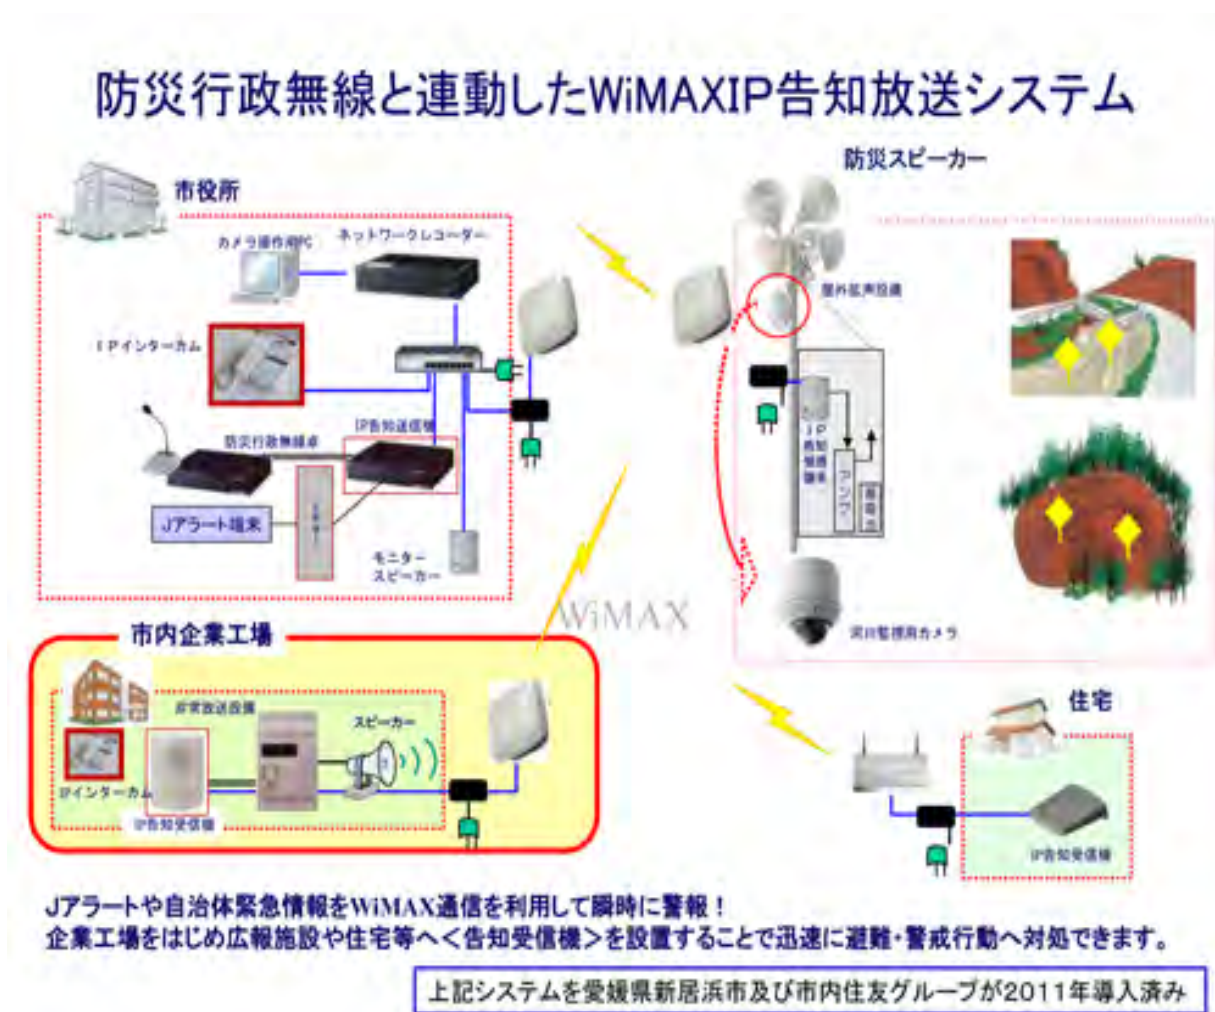 防災行政無線と連動したWiMAXIP告知放送システム
防災スピーカー
市役所
カメラ操作用PC
ネットワークレコーダー
屋外拡声設備
IPインターカム
防災行政無線卓
IP告知送信機
アンプ
Jアラート端末
モニター
スピーカー
WiMAX
河川監視用カメラ
市内企業工場
非常放送設備
スピーカー
住宅
IPインターカム
IP告知受信機
IP告知受信機
Jアラートや自治体緊急情報をWiMAX通信を利用して瞬時に警報！
企業工場をはじめ広報施設や住宅等へ＜告知受信機＞を設置することで迅速に避難・警戒行動へ対処できます。
上記システムを愛媛県新居浜市及び市内住友グループが2011年導入済み